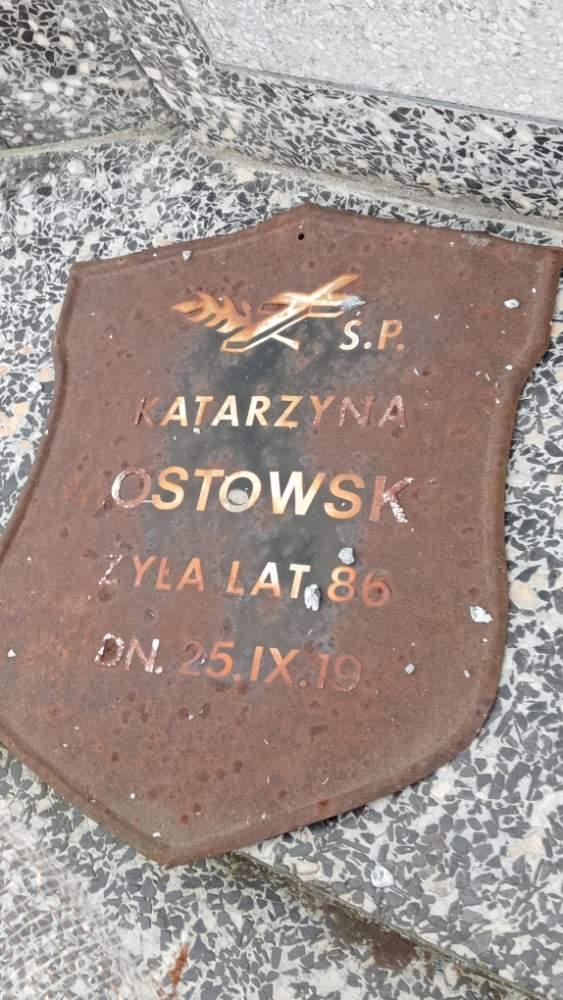 Ś.P.
KATARZYNA
OSTOWSK
ŻYŁA LAT 86
DN. 25.IX.19